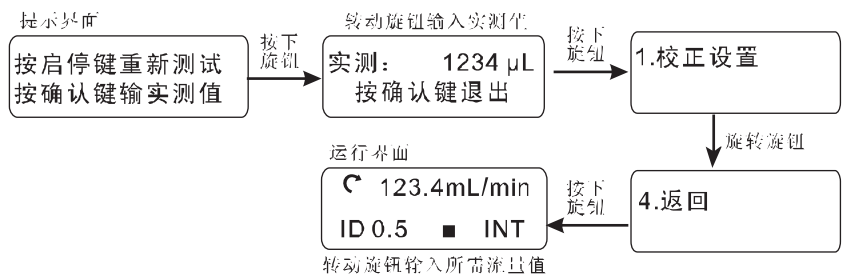 提示界面
按启停键重新测试
按确认键输实测值
按下
旋钮
转动旋钮输入实测值
实测： 1234 μL
按确认键退出
按下
旋钮
1.校正设置
旋转旋钮
4.返回
按下
旋钮
运行界面
123.4mL/min
ID 0.5 ■ INT
转动旋钮输入所需流量值